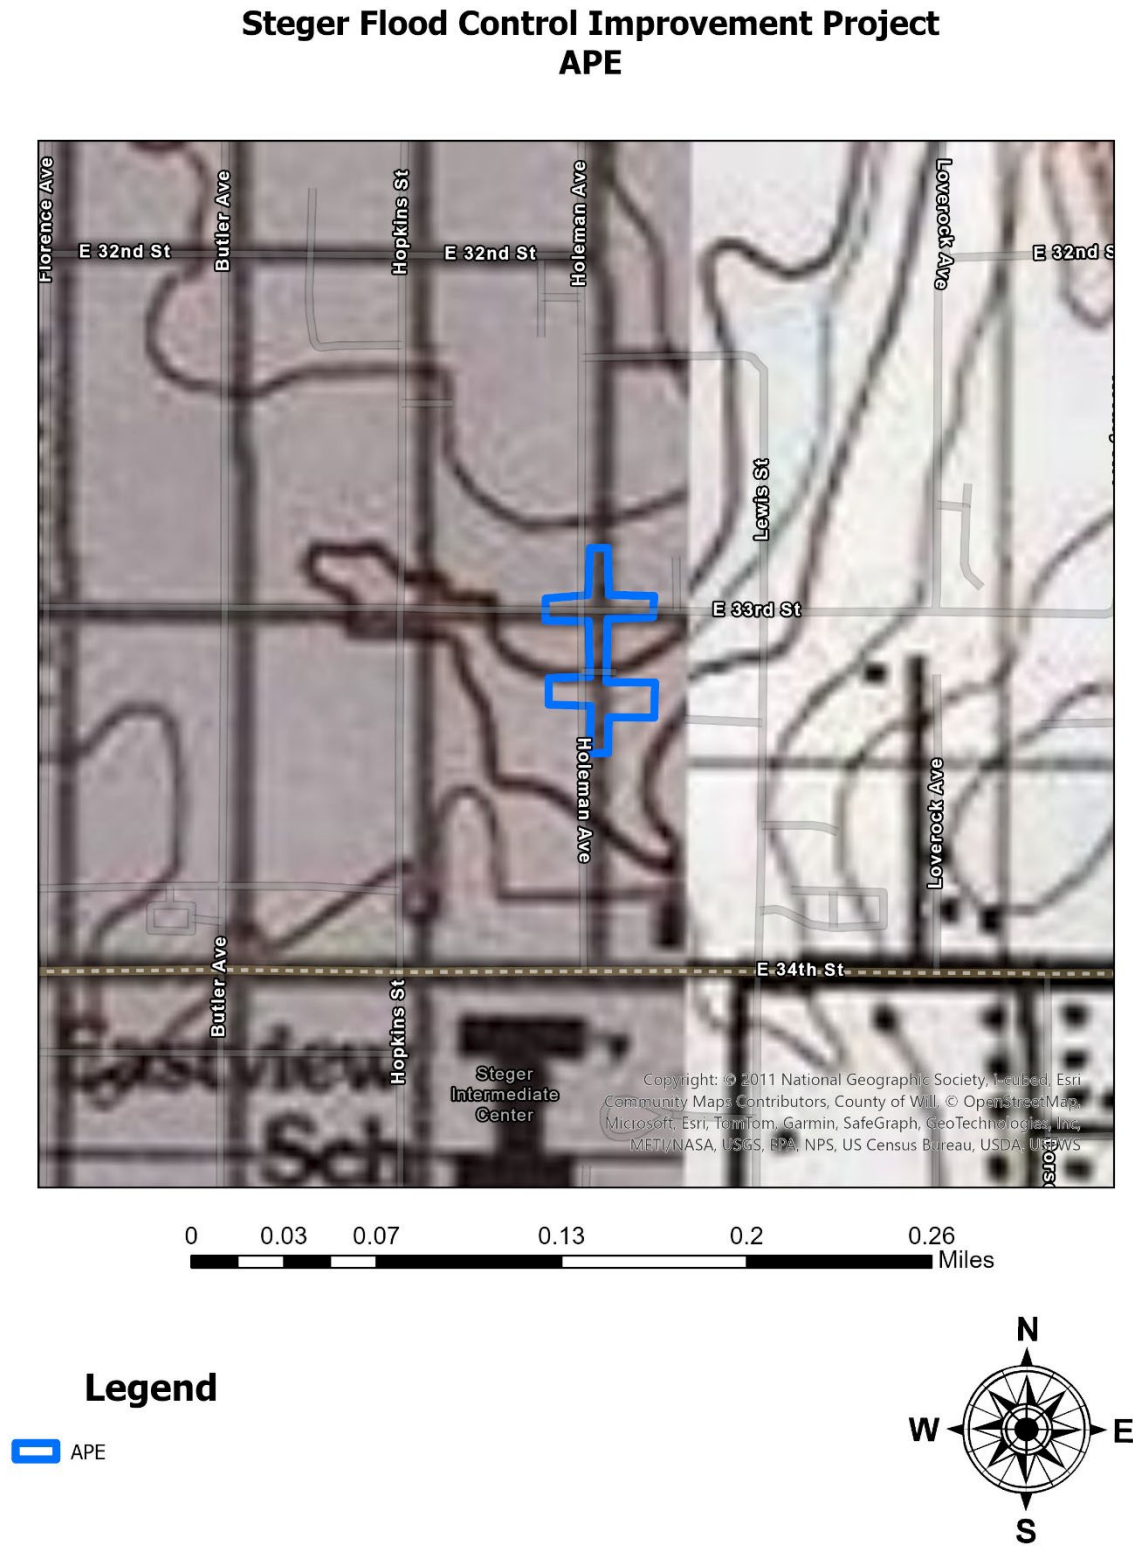 Steger Flood Control Improvement Project
APE
Florence Ave
Butler Ave
Hopkins St
Holeman Ave
Loverock Ave
E 32nd St
E 32nd St
E 32nd S
Lewis St
E 33rd St
Holeman Ave
Loverock Ave
Butler Ave
Hopkins St
E 34th St
Eastview
Sch
Steger
Intermediate
Center
Copyright: © 2011 National Geographic Society, i-cubed, Esri
Community Maps Contributors, County of Will, © OpenStreetMap,
Microsoft, Esri, TomTom, Garmin, SafeGraph, GeoTechnologies, Inc,
METI/NASA, USGS, EPA, NPS, US Census Bureau, USDA, USFWS
0 0.03 0.07 0.13 0.2 0.26
Miles
N
W E
S
Legend
APE